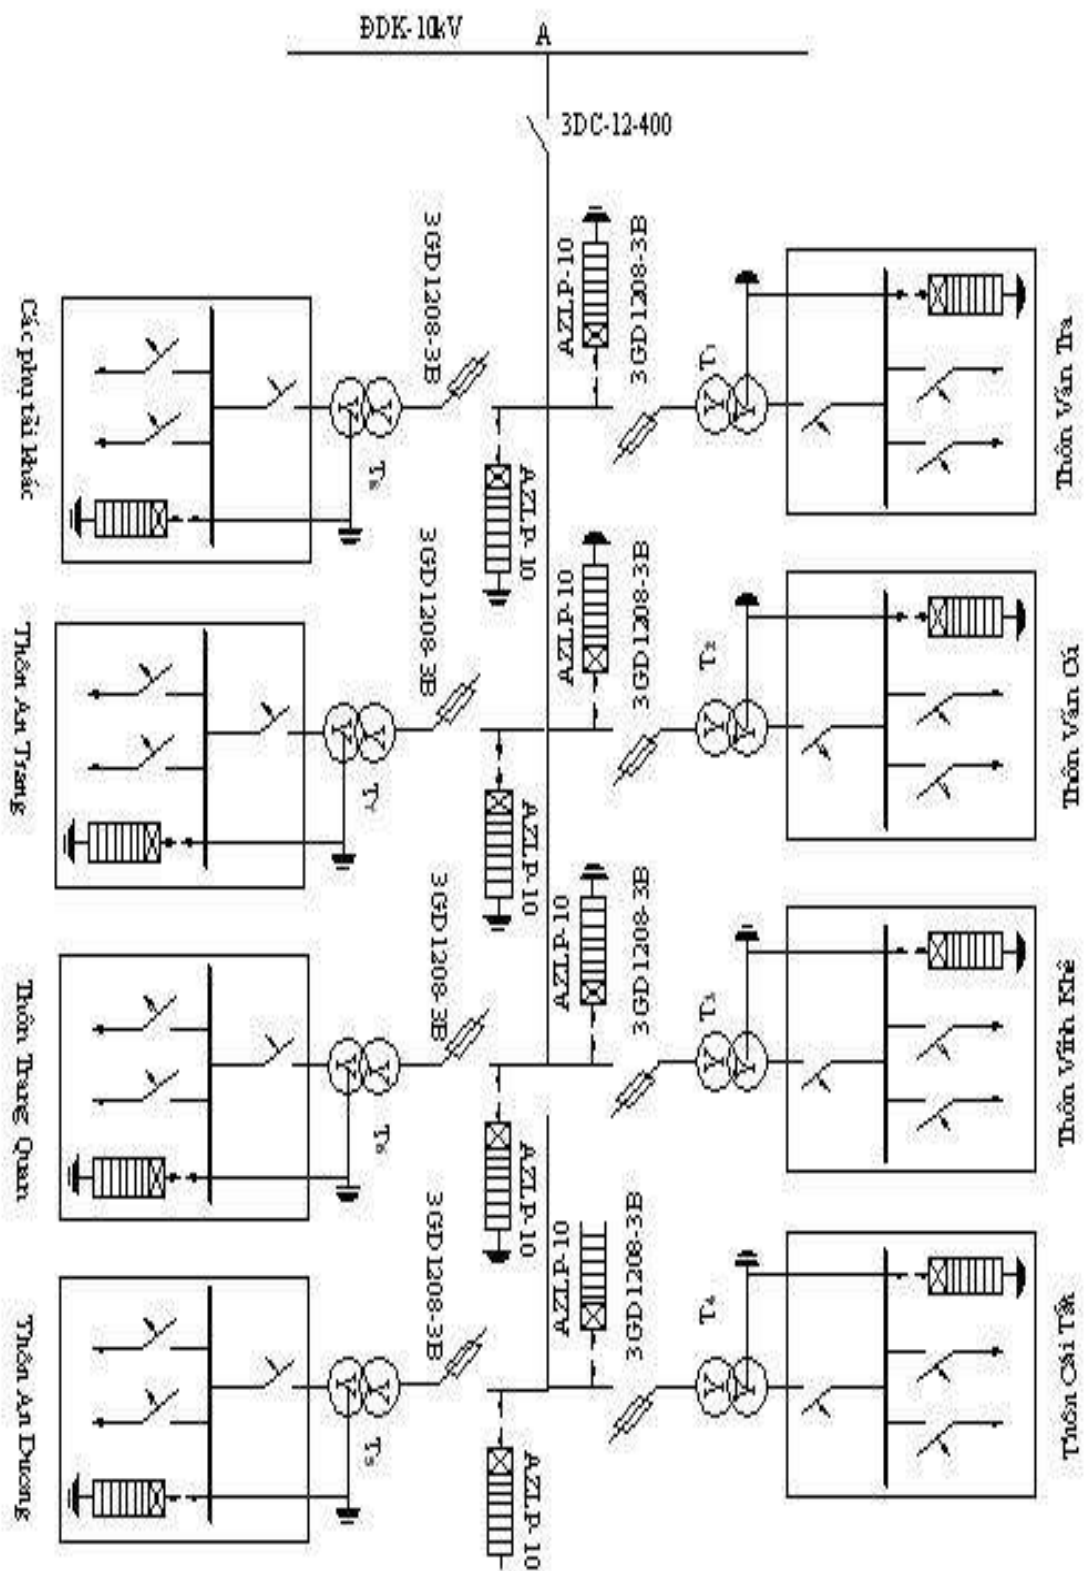 ĐDK-10kV
A
3DC-12-400
AZLP-10
3GD1208-3B
T1
Thôn Vân Tra
Các phụ tải khác
T8
3GD1208-3B
AZLP-10
AZLP-10
3GD1208-3B
T2
Thôn Vân Cú
Thôn An Trang
T7
3GD1208-3B
AZLP-10
AZLP-10
3GD1208-3B
T3
Thôn Vĩnh Khê
Thôn Trang Quan
T6
3GD1208-3B
AZLP-10
AZLP-10
3GD1208-3B
T4
Thôn Cái Tắt
Thôn An Dương
T5
3GD1208-3B
AZLP-10